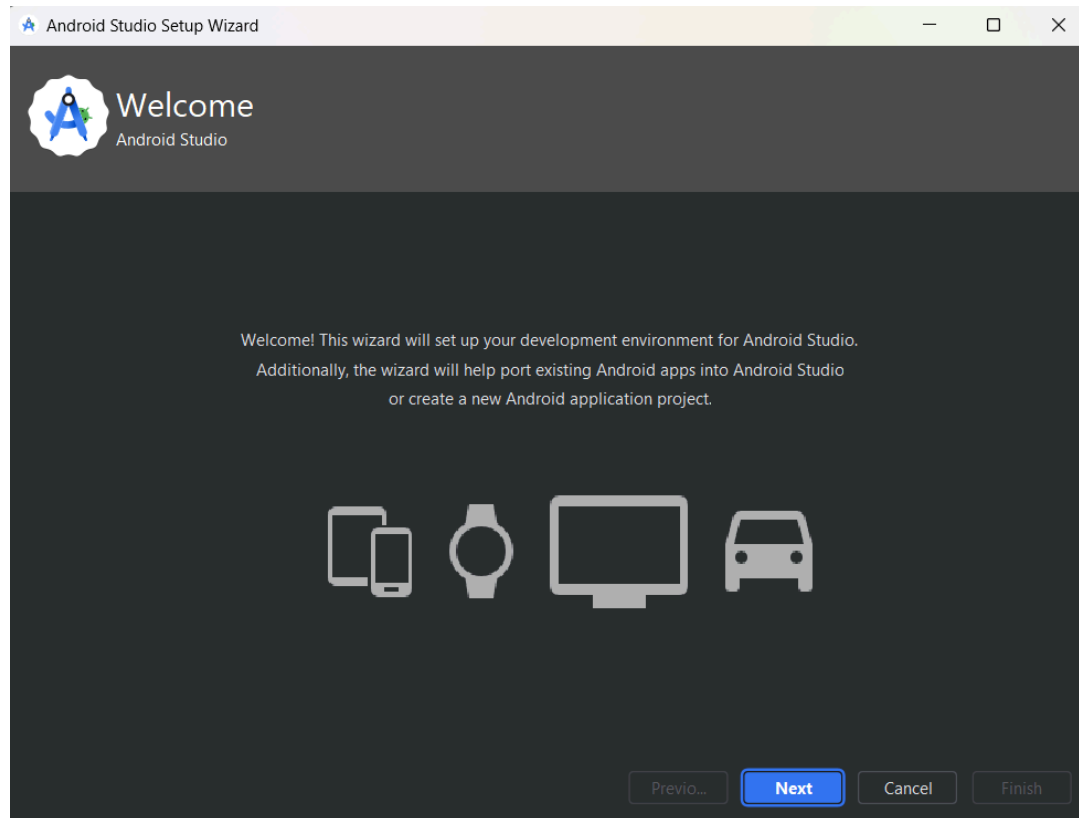 Android Studio Setup Wizard
Welcome
Android Studio
Welcome! This wizard will set up your development environment for Android Studio.
Additionally, the wizard will help port existing Android apps into Android Studio
or create a new Android application project.
Previo... Next Cancel Finish